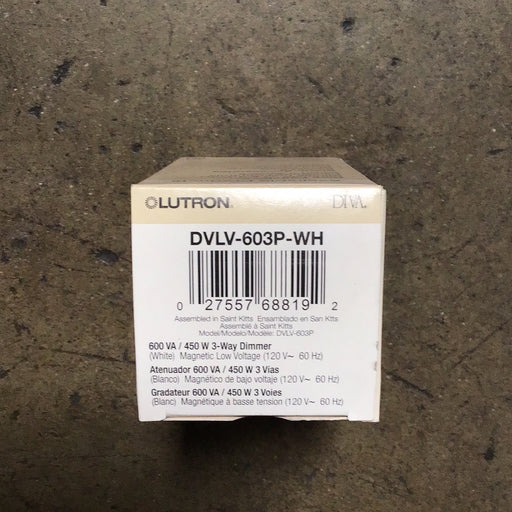 LUTRON. DIVA.
DVLV-603P-WH
0 27557 68819 2
Assembled in Saint Kitts Ensamblado en San Kitts
Assemblé à Saint Kitts
Model/Modelo/Modèle: DVLV-603P
600 VA / 450 W 3-Way Dimmer
(White) Magnetic Low Voltage (120 V~ 60 Hz)
Atenuador 600 VA / 450 W 3 Vías
(Blanco) Magnético de bajo voltaje (120 V~ 60 Hz)
Gradateur 600 VA / 450 W 3 Voies
(Blanc) Magnétique à basse tension (120 V~ 60 Hz)